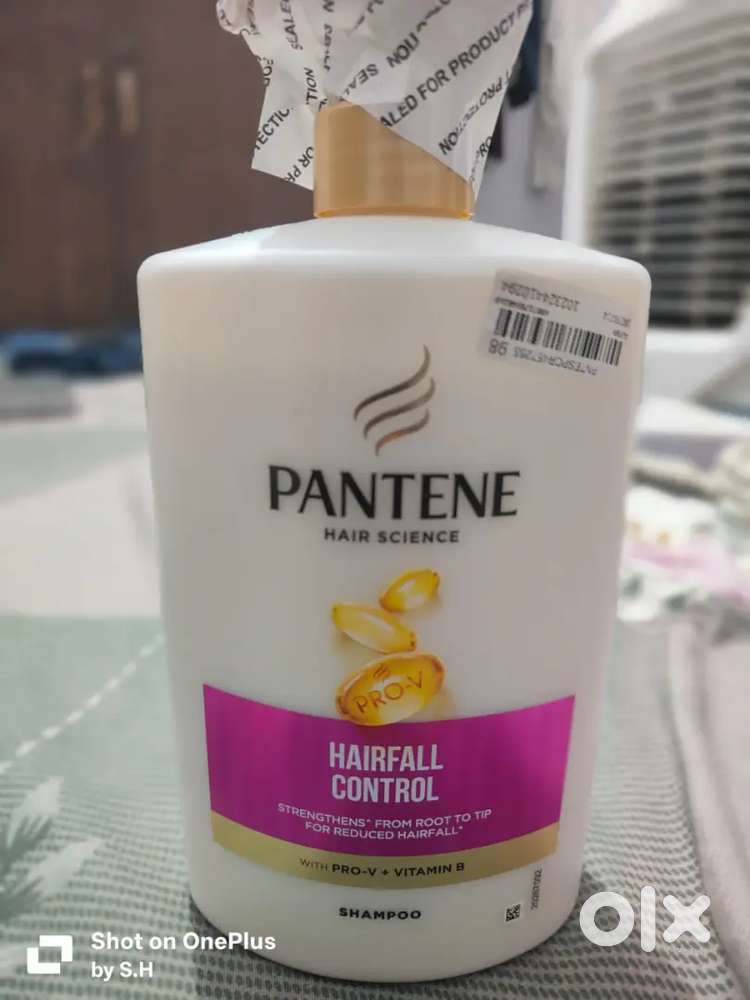 SEALED FOR PRODUCT
PANTENE
HAIR SCIENCE
PRO-V
HAIRFALL
CONTROL
STRENGTHENS* FROM ROOT TO TIP
FOR REDUCED HAIRFALL*
WITH PRO-V + VITAMIN B
SHAMPOO
olx
Shot on OnePlus
by S.H